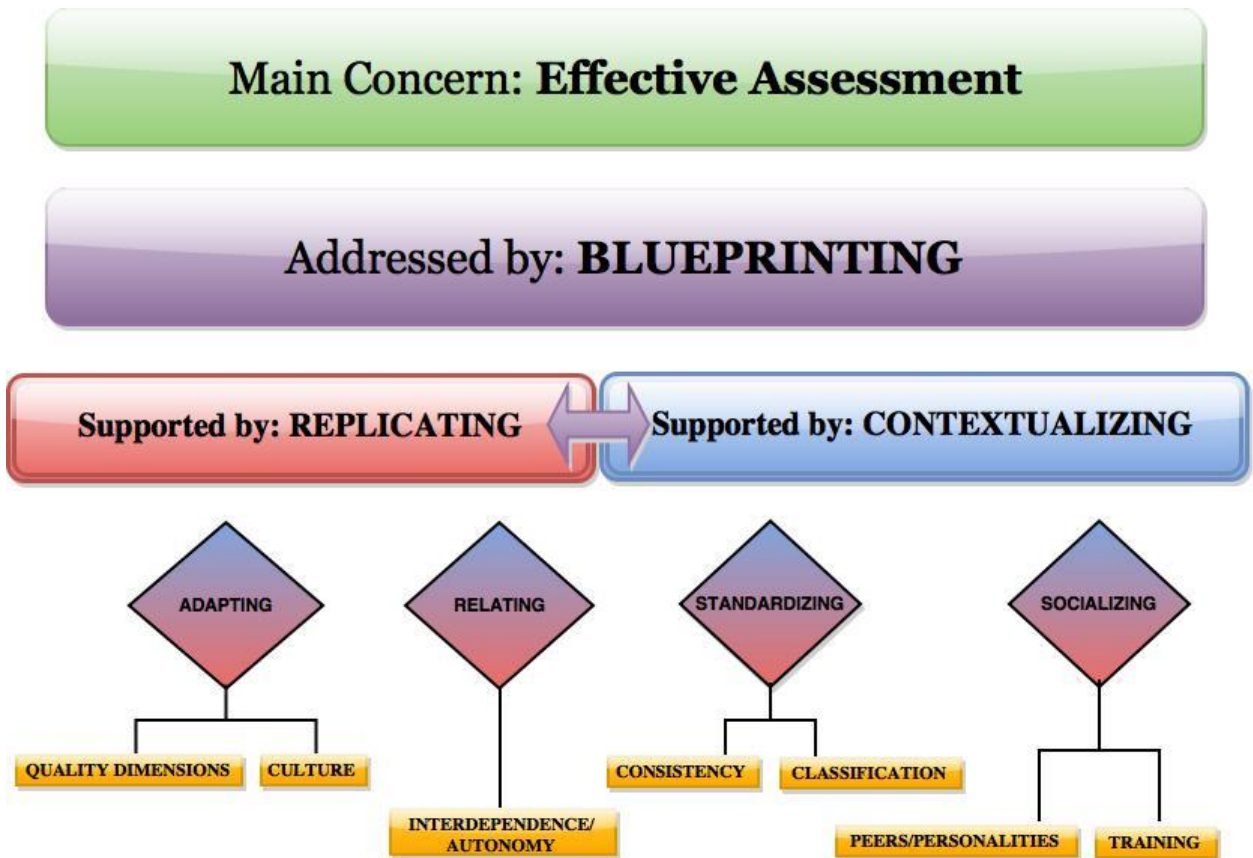 Main Concern: Effective Assessment
Addressed by: BLUEPRINTING
Supported by: REPLICATING
Supported by: CONTEXTUALIZING
ADAPTING
RELATING
STANDARDIZING
SOCIALIZING
QUALITY DIMENSIONS
CULTURE
INTERDEPENDENCE/
AUTONOMY
CONSISTENCY
CLASSIFICATION
PEERS/PERSONALITIES
TRAINING